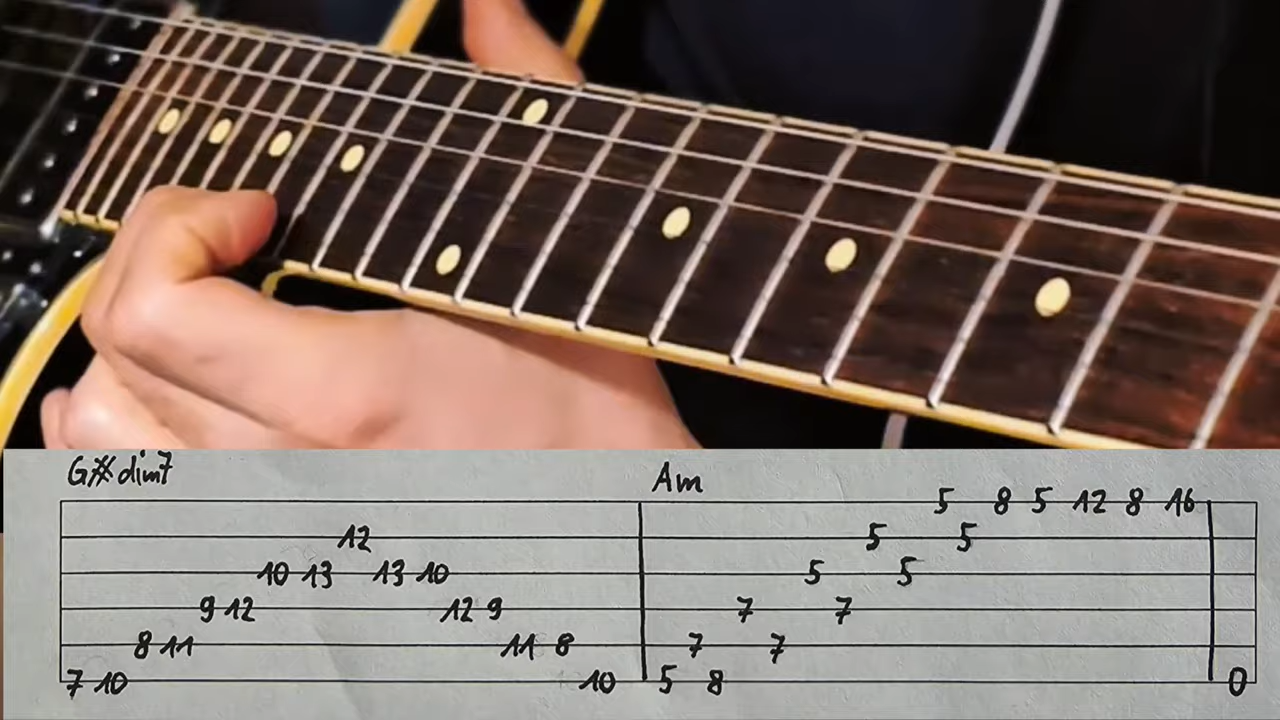 G# dim7 Am
5 8 5 12 8 16
12 5 5
10 13 13 10 5 5
9 12 12 9 7 7
8 11 11 8 7 7
7 10 10 5 8 0